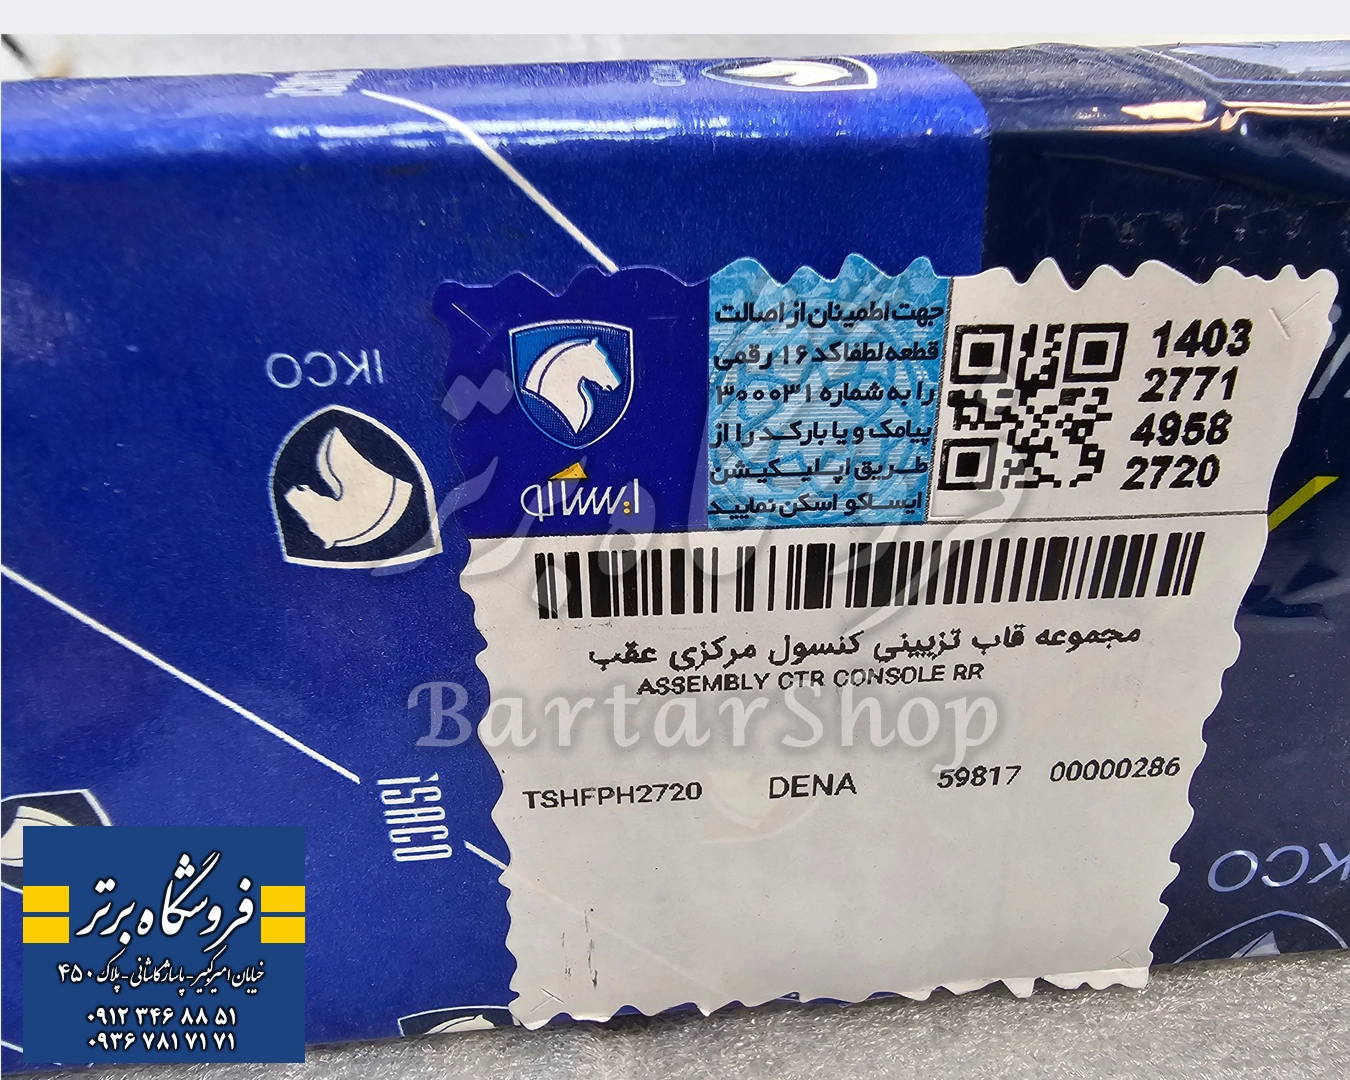 IKCO
ISACO
ایساکو
جهت اطمینان از اصالت
قطعه لطفا کد ۱۶ رقمی
را به شماره ۳۰۰۰۳۱
پیامک و یا بارکد را از
طریق اپلیکیشن
ایساکو اسکن نمایید
1403
2771
4958
2720
مجموعه قاب تزیینی کنسول مرکزی عقب
ASSEMBLY CTR CONSOLE RR
TSHFPH2720 DENA 59817 00000286
فروشگاه برتر
BartarShop
IKCO
فروشگاه برتر
خیابان امیرکبیر - پاساژ کاشانی - پلاک ۴۵۰
۰۹۱۲ ۳۴۶ ۸۸ ۵۱
۰۹۳۶ ۷۸۱ ۷۱ ۷۱